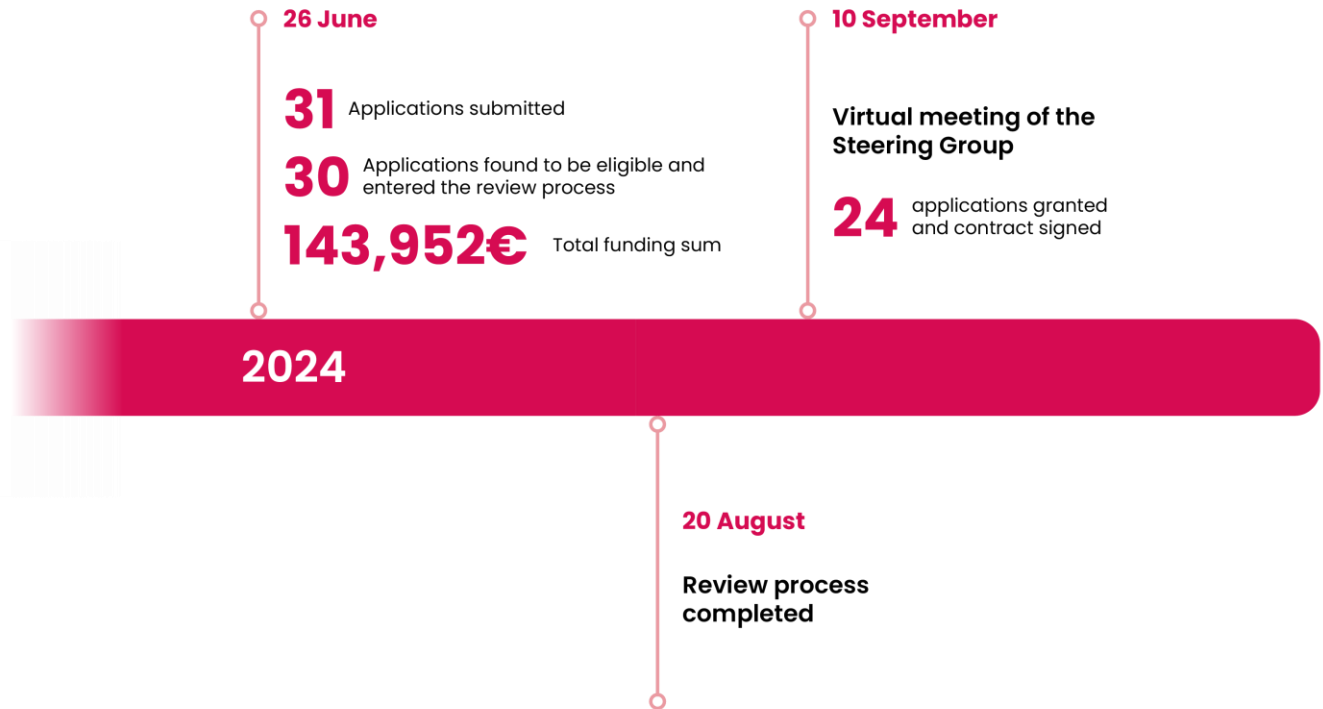 26 June
31 Applications submitted
30 Applications found to be eligible and
entered the review process
143,952€ Total funding sum
10 September
Virtual meeting of the
Steering Group
24 applications granted
and contract signed
2024
20 August
Review process
completed